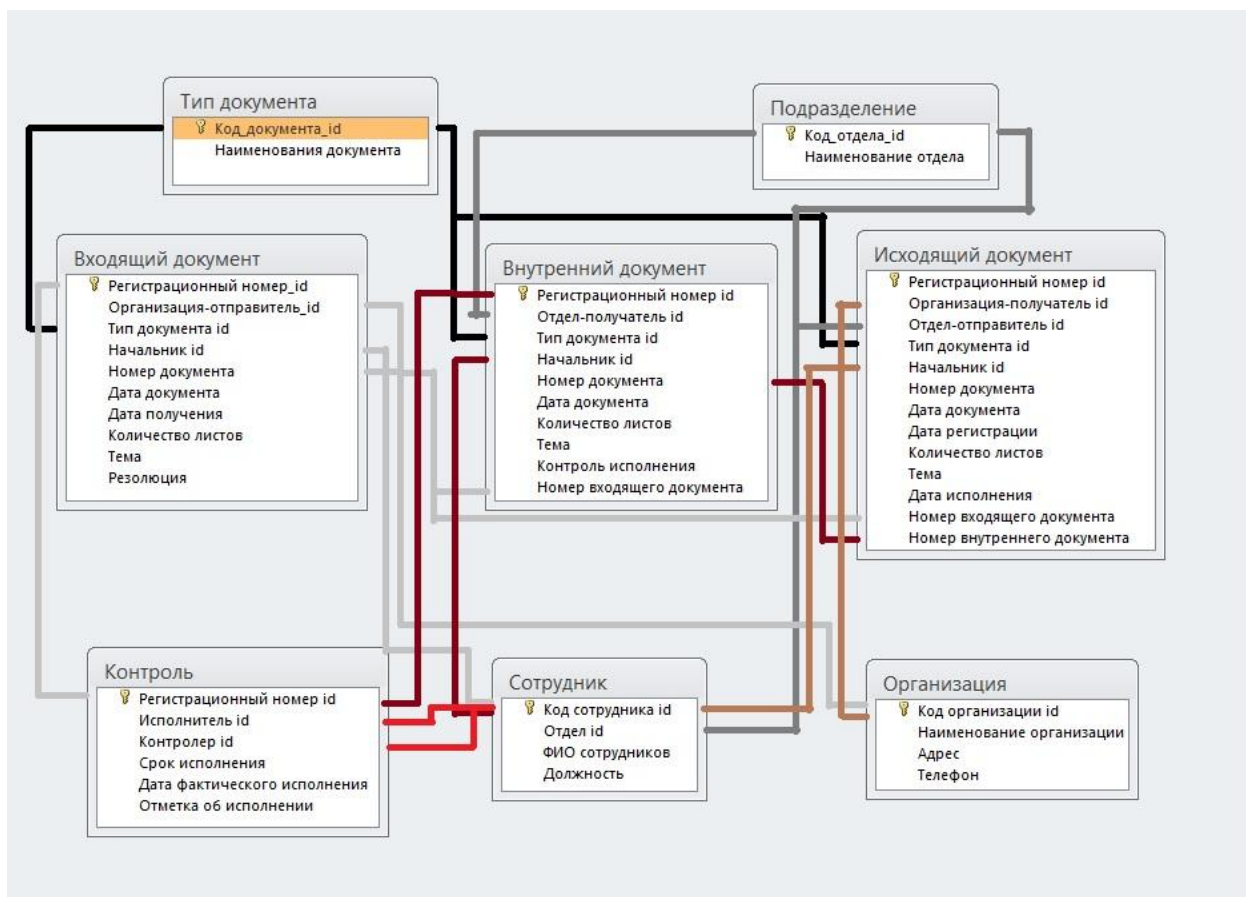 Тип документа
Код_документа_id
Наименования документа
Подразделение
Код_отдела_id
Наименование отдела
Входящий документ
Регистрационный номер_id
Организация-отправитель_id
Тип документа id
Начальник id
Номер документа
Дата документа
Дата получения
Количество листов
Тема
Резолюция
Внутренний документ
Регистрационный номер id
Отдел-получатель id
Тип документа id
Начальник id
Номер документа
Дата документа
Количество листов
Тема
Контроль исполнения
Номер входящего документа
Исходящий документ
Регистрационный номер id
Организация-получатель id
Отдел-отправитель id
Тип документа id
Начальник id
Номер документа
Дата документа
Дата регистрации
Количество листов
Тема
Дата исполнения
Номер входящего документа
Номер внутреннего документа
Контроль
Регистрационный номер id
Исполнитель id
Контролер id
Срок исполнения
Дата фактического исполнения
Отметка об исполнении
Сотрудник
Код сотрудника id
Отдел id
ФИО сотрудников
Должность
Организация
Код организации id
Наименование организации
Адрес
Телефон